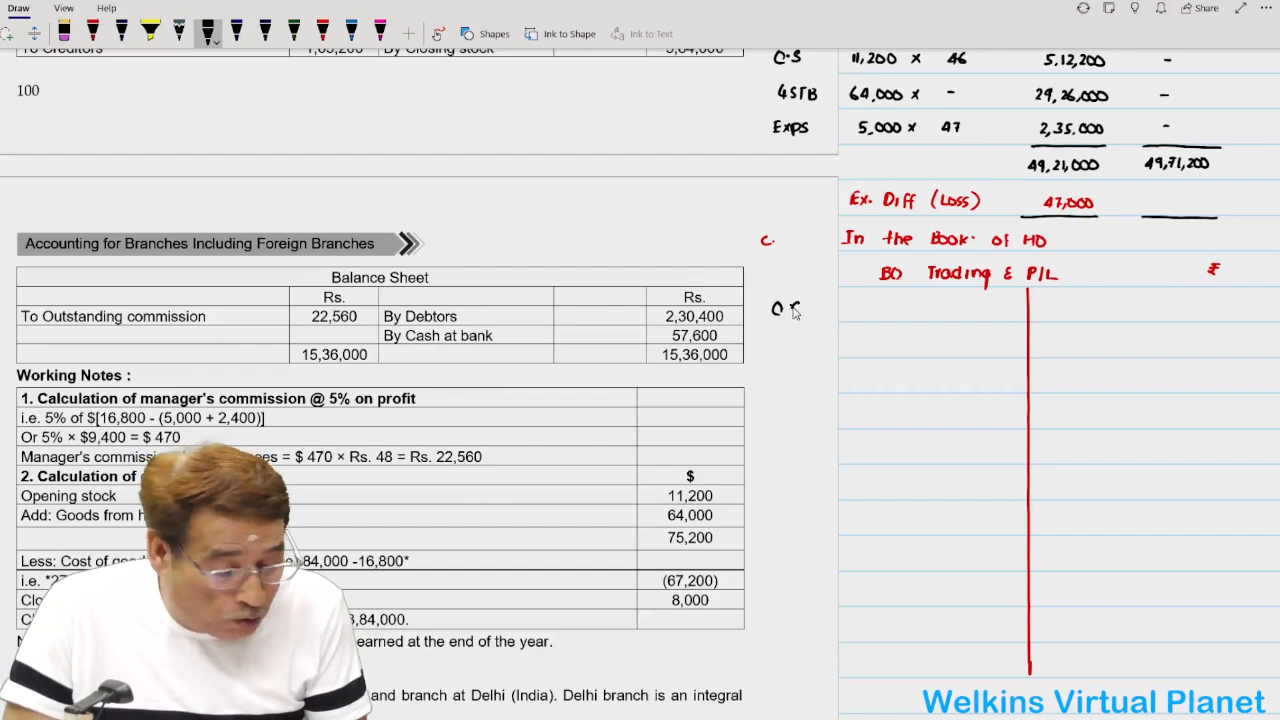 Draw View Help
Shapes Ink to Shape Ink to Text Share
By Closing stock
100
Accounting for Branches Including Foreign Branches
Balance Sheet
Rs. Rs.
To Outstanding commission 22,560 By Debtors 2,30,400
By Cash at bank 57,600
15,36,000 15,36,000
Working Notes :
1. Calculation of manager's commission @ 5% on profit
i.e. 5% of $[16,800 - (5,000 + 2,400)]
Or 5% × $9,400 = $ 470
Manager's commiss ces = $ 470 × Rs. 48 = Rs. 22,560
2. Calculation of $
Opening stock 11,200
Add: Goods from h 64,000
75,200
Less: Cost of goo 84,000 -16,800*
i.e. (67,200)
Clo 8,000
3,84,000.
earned at the end of the year.
and branch at Delhi (India). Delhi branch is an integral
O.S 11,200 × 46 5,12,200 -
GSTB 64,000 × - 29,26,000 -
Exps 5,000 × 47 2,35,000 -
49,21,000 49,71,200
Ex. Diff (Loss) 47,000
C. In the Book of HO
BO Trading & P/L ₹
Welkins Virtual Planet